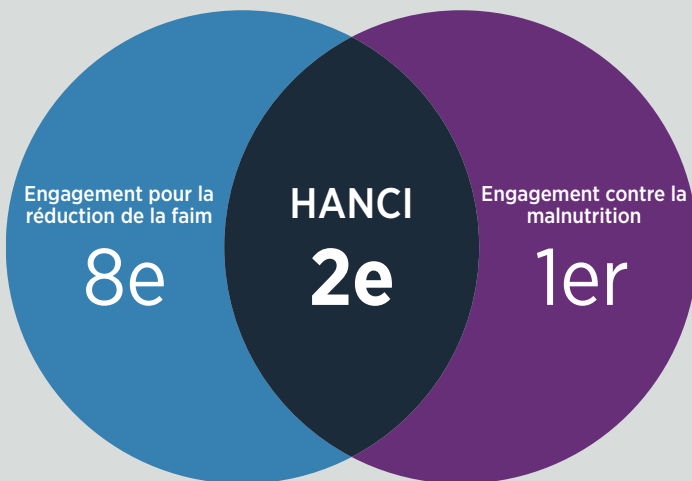 Engagement pour la
réduction de la faim
8e
HANCI
2e
Engagement contre la
malnutrition
1er